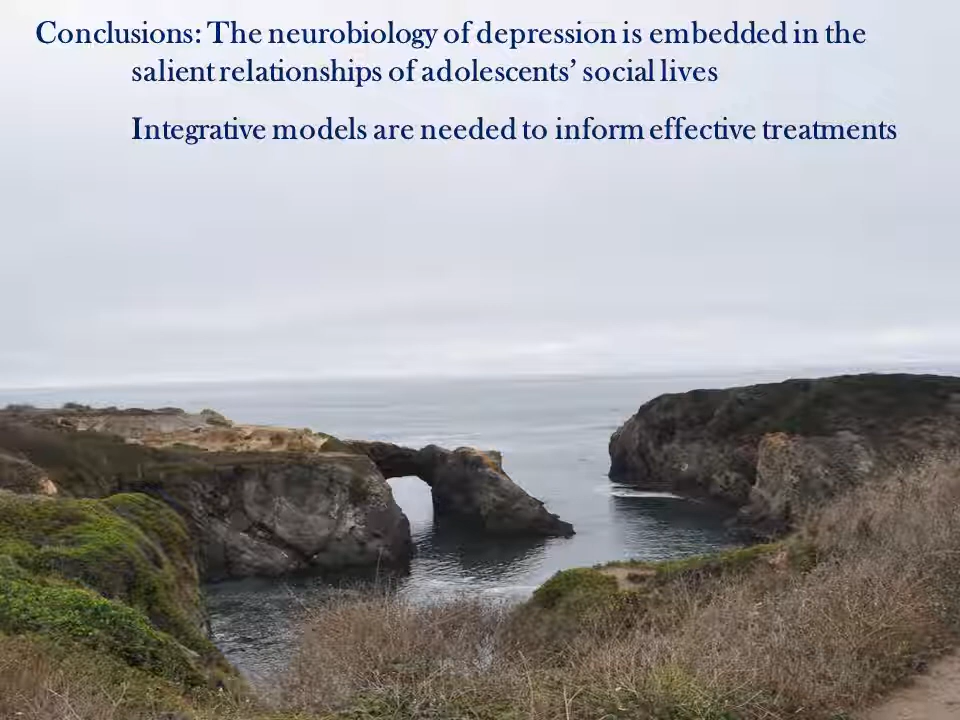 Conclusions: The neurobiology of depression is embedded in the
salient relationships of adolescents’ social lives
Integrative models are needed to inform effective treatments